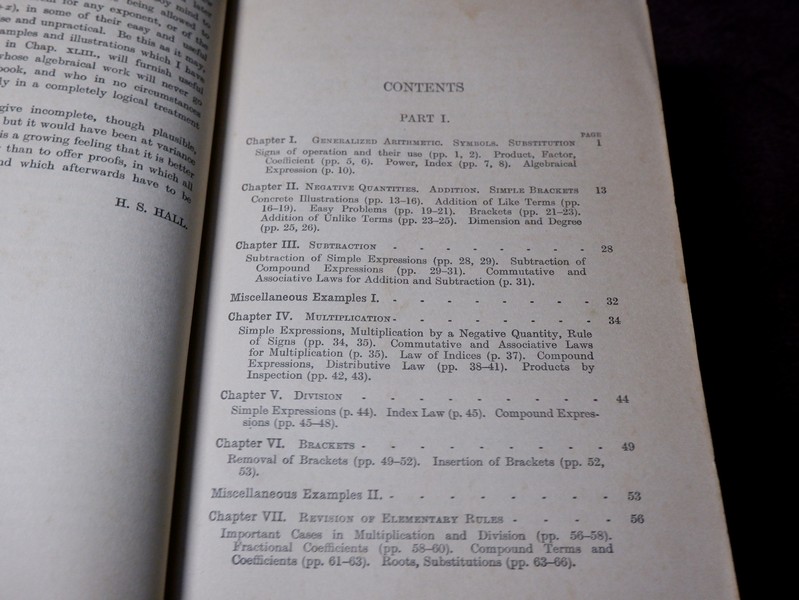 a later
boy mind to
being allowed to
em for any exponent, or of the
+x), in some of their easy and useful
se and unpractical. Be this as it may,
amples and illustrations which I have
in Chap. XLIII., will furnish useful
whose algebraical work will never go
book, and who in no circumstances
ly in a completely logical treatment
give incomplete, though plausible,
but it would have been at variance
is a growing feeling that it is better
than to offer proofs, in which all
nd which afterwards have to be
H. S. HALL.
CONTENTS
PART I.
PAGE
Chapter I. GENERALIZED ARITHMETIC. SYMBOLS. SUBSTITUTION 1
Signs of operation and their use (pp. 1, 2). Product, Factor,
Coefficient (pp. 5, 6). Power, Index (pp. 7, 8). Algebraical
Expression (p. 10).
Chapter II. NEGATIVE QUANTITIES. ADDITION. SIMPLE BRACKETS 13
Concrete Illustrations (pp. 13–16). Addition of Like Terms (pp.
16–19). Easy Problems (pp. 19–21). Brackets (pp. 21–23).
Addition of Unlike Terms (pp. 23–25). Dimension and Degree
(pp. 25, 26).
Chapter III. SUBTRACTION - - - - - - - - 28
Subtraction of Simple Expressions (pp. 28, 29). Subtraction of
Compound Expressions (pp. 29–31). Commutative and
Associative Laws for Addition and Subtraction (p. 31).
Miscellaneous Examples I. - - - - - - - - 32
Chapter IV. MULTIPLICATION - - - - - - - - 34
Simple Expressions, Multiplication by a Negative Quantity, Rule
of Signs (pp. 34, 35). Commutative and Associative Laws
for Multiplication (p. 35). Law of Indices (p. 37). Compound
Expressions, Distributive Law (pp. 38–41). Products by
Inspection (pp. 42, 43).
Chapter V. DIVISION - - - - - - - - - 44
Simple Expressions (p. 44). Index Law (p. 45). Compound Expres-
sions (pp. 45–48).
Chapter VI. BRACKETS - - - - - - - - - 49
Removal of Brackets (pp. 49–52). Insertion of Brackets (pp. 52,
53).
Miscellaneous Examples II. - - - - - - - - 53
Chapter VII. REVISION OF ELEMENTARY RULES - - - - 56
Important Cases in Multiplication and Division (pp. 56–58).
Fractional Coefficients (pp. 58–60). Compound Terms and
Coefficients (pp. 61–63). Roots, Substitutions (pp. 63–66).